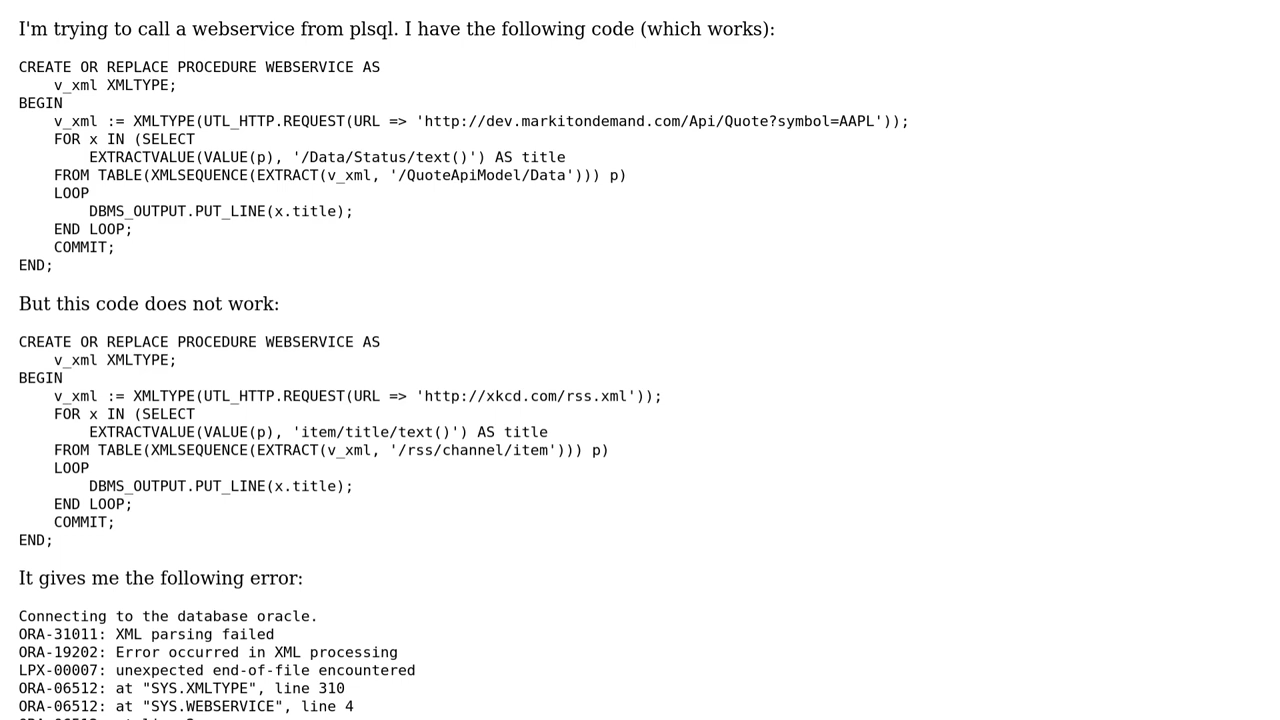 I'm trying to call a webservice from plsql. I have the following code (which works):
CREATE OR REPLACE PROCEDURE WEBSERVICE AS
    v_xml XMLTYPE;
BEGIN
    v_xml := XMLTYPE(UTL_HTTP.REQUEST(URL => 'http://dev.markitondemand.com/Api/Quote?symbol=AAPL'));
    FOR x IN (SELECT
        EXTRACTVALUE(VALUE(p), '/Data/Status/text()') AS title
    FROM TABLE(XMLSEQUENCE(EXTRACT(v_xml, '/QuoteApiModel/Data'))) p)
    LOOP
        DBMS_OUTPUT.PUT_LINE(x.title);
    END LOOP;
    COMMIT;
END;
But this code does not work:
CREATE OR REPLACE PROCEDURE WEBSERVICE AS
    v_xml XMLTYPE;
BEGIN
    v_xml := XMLTYPE(UTL_HTTP.REQUEST(URL => 'http://xkcd.com/rss.xml'));
    FOR x IN (SELECT
        EXTRACTVALUE(VALUE(p), 'item/title/text()') AS title
    FROM TABLE(XMLSEQUENCE(EXTRACT(v_xml, '/rss/channel/item'))) p)
    LOOP
        DBMS_OUTPUT.PUT_LINE(x.title);
    END LOOP;
    COMMIT;
END;
It gives me the following error:
Connecting to the database oracle.
ORA-31011: XML parsing failed
ORA-19202: Error occurred in XML processing
LPX-00007: unexpected end-of-file encountered
ORA-06512: at "SYS.XMLTYPE", line 310
ORA-06512: at "SYS.WEBSERVICE", line 4